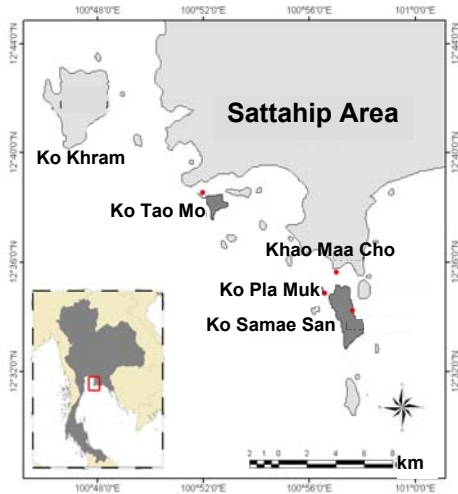 100°48'0"E 100°52'0"E 100°56'0"E 101°0'0"E
12°44'0"N 12°44'0"N
Sattahip Area
12°40'0"N 12°40'0"N
Ko Khram
Ko Tao Mo
Khao Maa Cho
12°36'0"N 12°36'0"N
Ko Pla Muk
Ko Samae San
12°32'0"N 12°32'0"N
2 1 0 2 4 6 8
km
100°48'0"E 100°52'0"E 100°56'0"E 101°0'0"E